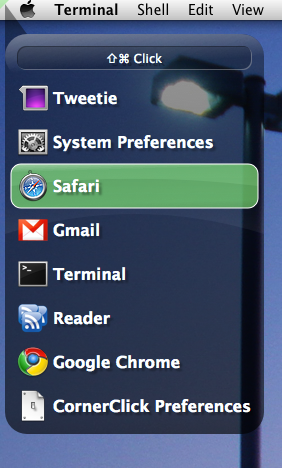 Terminal Shell Edit View
⇧⌘ Click
Tweetie
System Preferences
Safari
Gmail
Terminal
Reader
Google Chrome
CornerClick Preferences